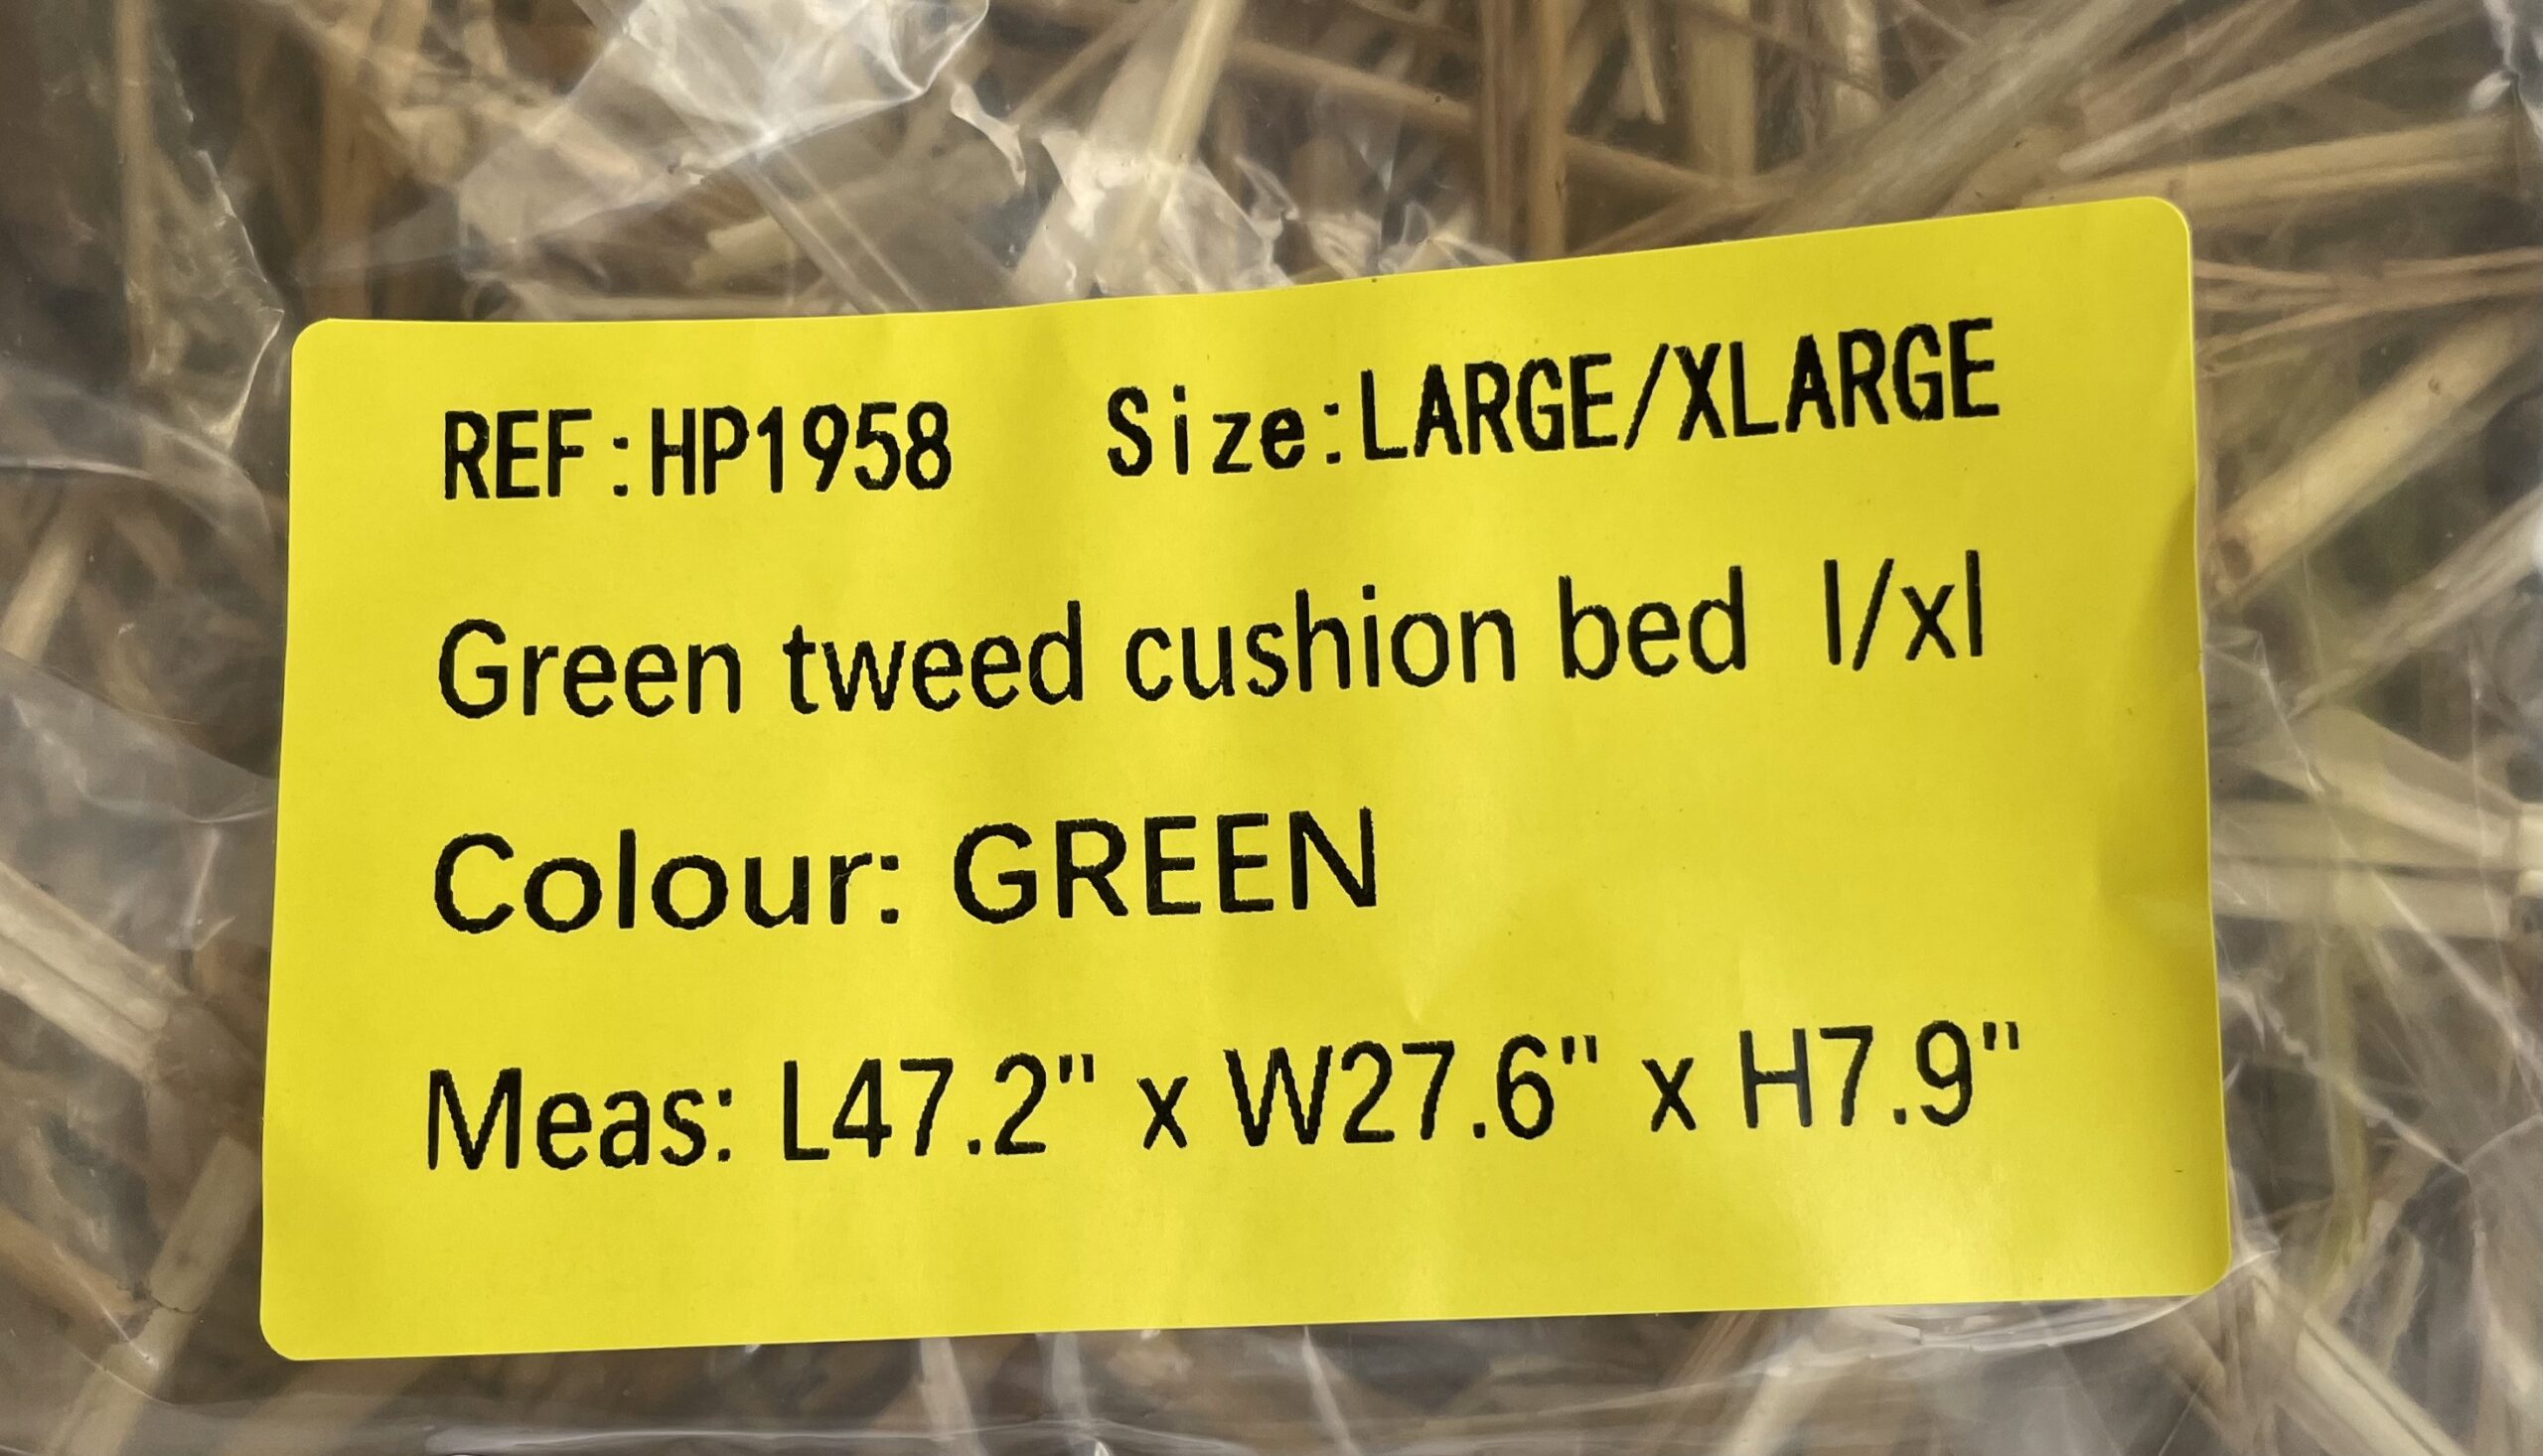 REF:HP1958 Size:LARGE/XLARGE
Green tweed cushion bed l/xl
Colour: GREEN
Meas: L47.2" x W27.6" x H7.9"